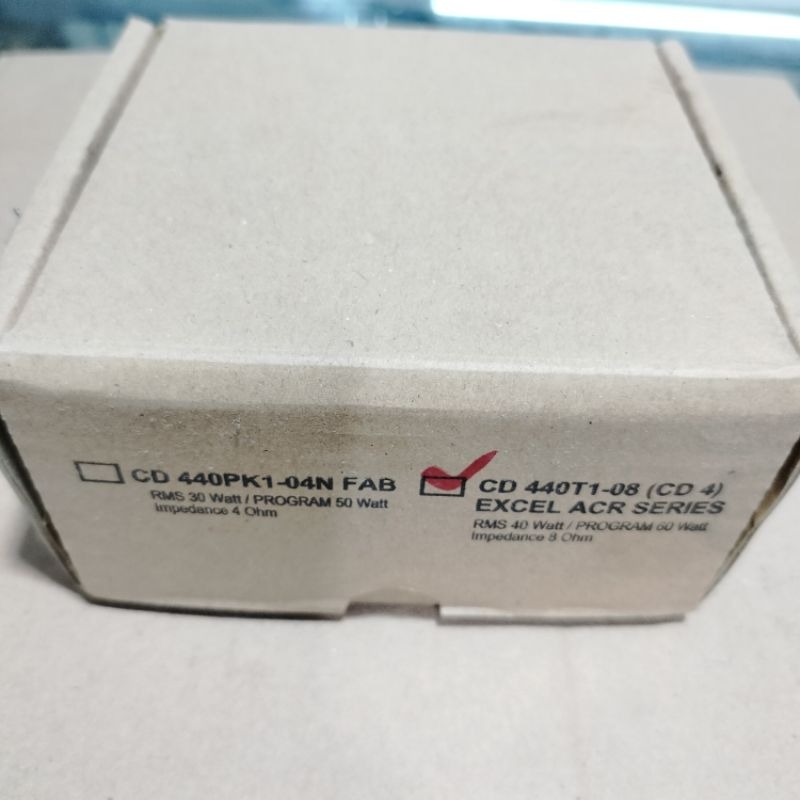 CD 440PK1-04N FAB
RMS 30 Watt / PROGRAM 50 Watt
Impedance 4 Ohm
CD 440T1-08 (CD 4)
EXCEL ACR SERIES
RMS 40 Watt / PROGRAM 60 Watt
Impedance 8 Ohm